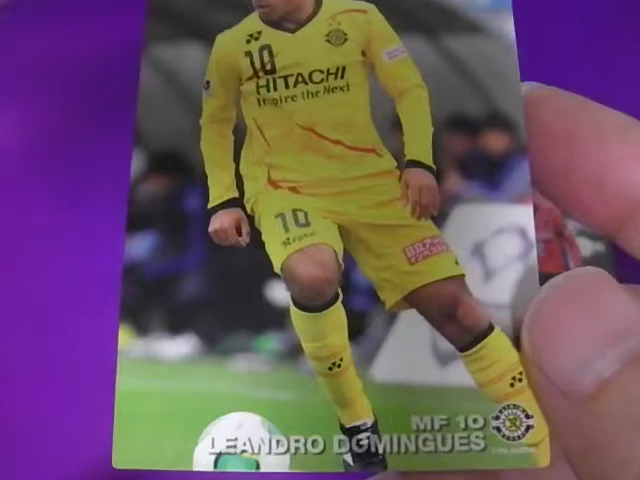 10
HITACHI
Inspire the Next
10
MF 10
LEANDRO DOMINGUES